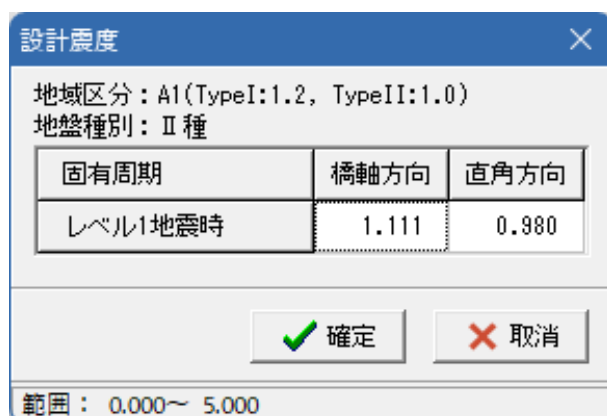 設計震度
地域区分：A1(TypeI:1.2, TypeII:1.0)
地盤種別：Ⅱ種
固有周期 橋軸方向 直角方向
レベル1地震時 1.111 0.980
確定 取消
範囲： 0.000～ 5.000